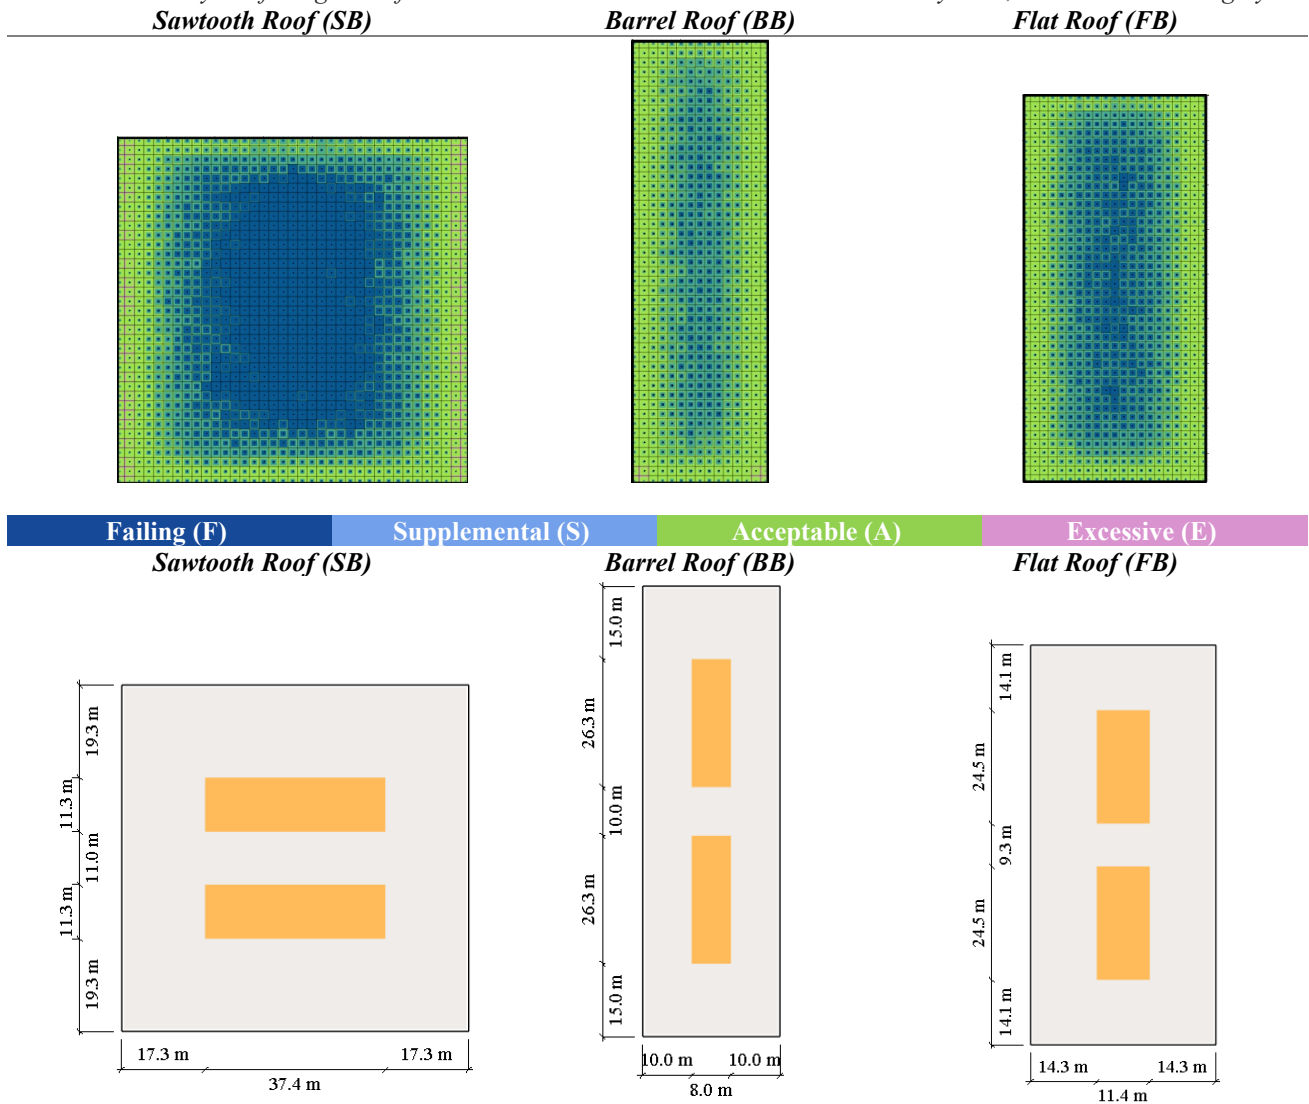 Sawtooth Roof (SB) Barrel Roof (BB) Flat Roof (FB)
Failing (F) Supplemental (S) Acceptable (A) Excessive (E)
Sawtooth Roof (SB) Barrel Roof (BB) Flat Roof (FB)
19.3 m
11.3 m
11.0 m
11.3 m
19.3 m
17.3 m 17.3 m
37.4 m
15.0 m
26.3 m
10.0 m
26.3 m
15.0 m
10.0 m 10.0 m
8.0 m
14.1 m
24.5 m
9.3 m
24.5 m
14.1 m
14.3 m 14.3 m
11.4 m